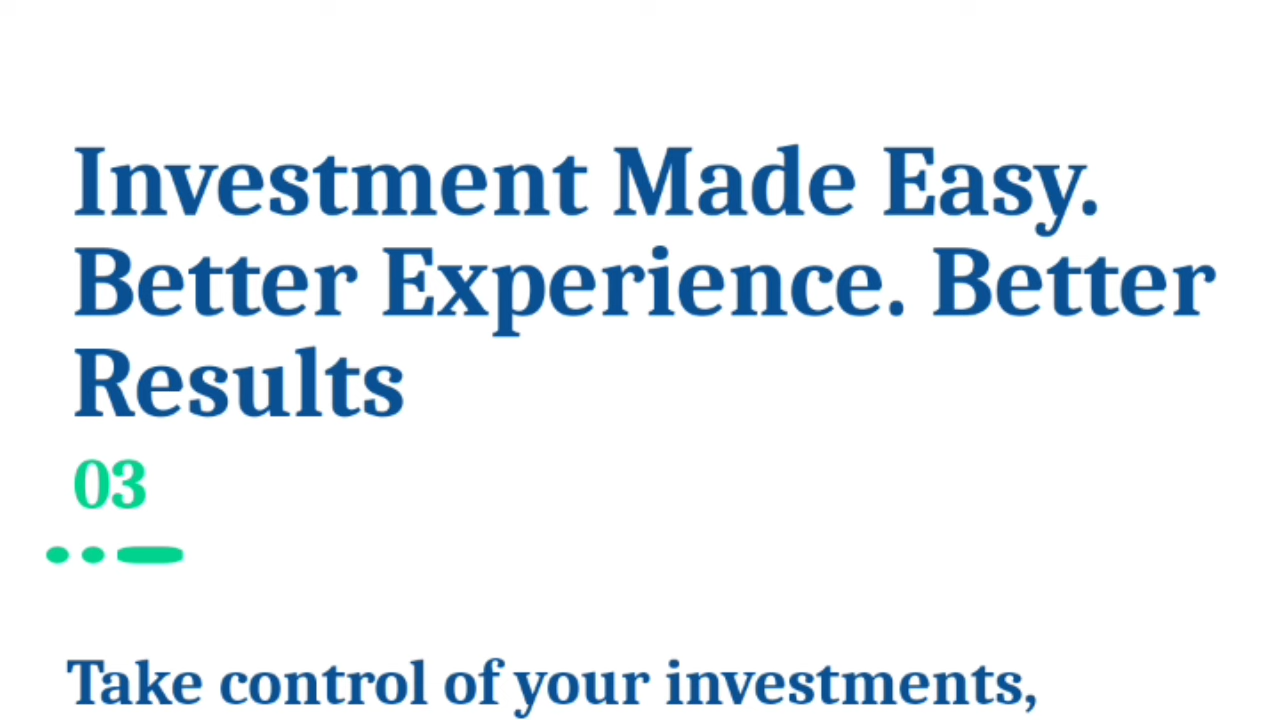 Investment Made Easy.
Better Experience. Better
Results
03
Take control of your investments,